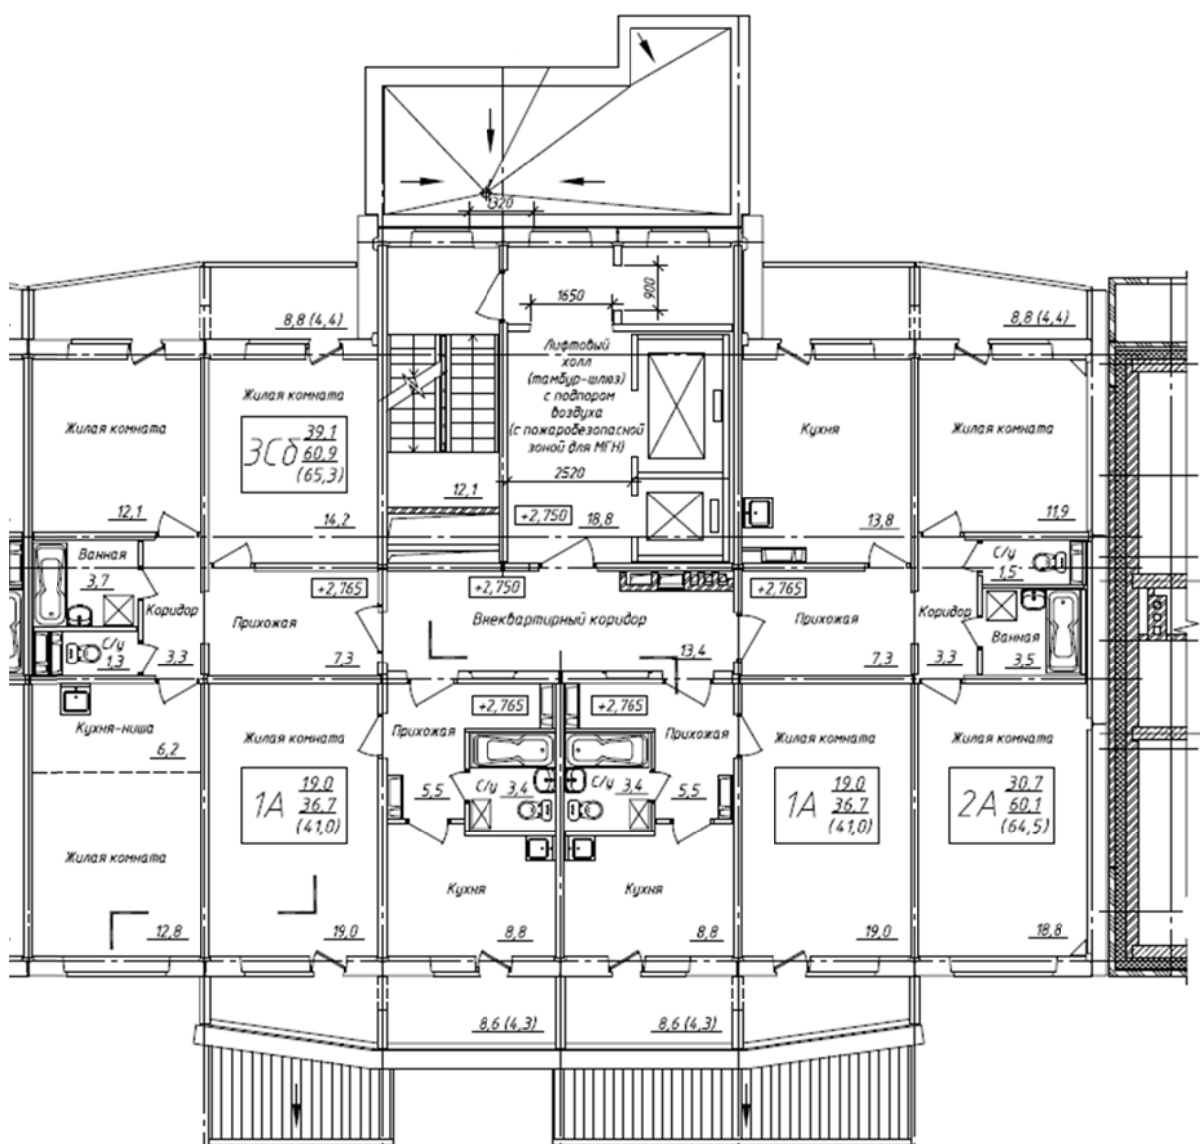 1320
1650
900
8,8 (4,4)
8,8 (4,4)
Лифтовый
холл
(тамбур-шлюз)
с подпором
воздуха
(с пожаробезопасной
зоной для МГН)
2520
Жилая комната
12,1
Жилая комната
3Сб
39.1
60.9
(65,3)
14,2
12,1
+2,750
18,8
Кухня
13,8
Жилая комната
11,9
Ванная
3,7
С/у
1,3
Коридор
3,3
+2,765
Прихожая
7,3
+2,750
Внеквартирный коридор
13,4
+2,765
Прихожая
7,3
Коридор
3,3
С/у
1,5
Ванная
3,5
Кухня-ниша
6,2
Жилая комната
12,8
Жилая комната
1А
19.0
36.7
(41,0)
19,0
+2,765
Прихожая
5,5
С/у
3,4
Кухня
8,8
+2,765
Прихожая
С/у
3,4
5,5
Кухня
8,8
Жилая комната
1А
19.0
36.7
(41,0)
19,0
Жилая комната
2А
30.7
60.1
(64,5)
18,8
8,6 (4,3)
8,6 (4,3)